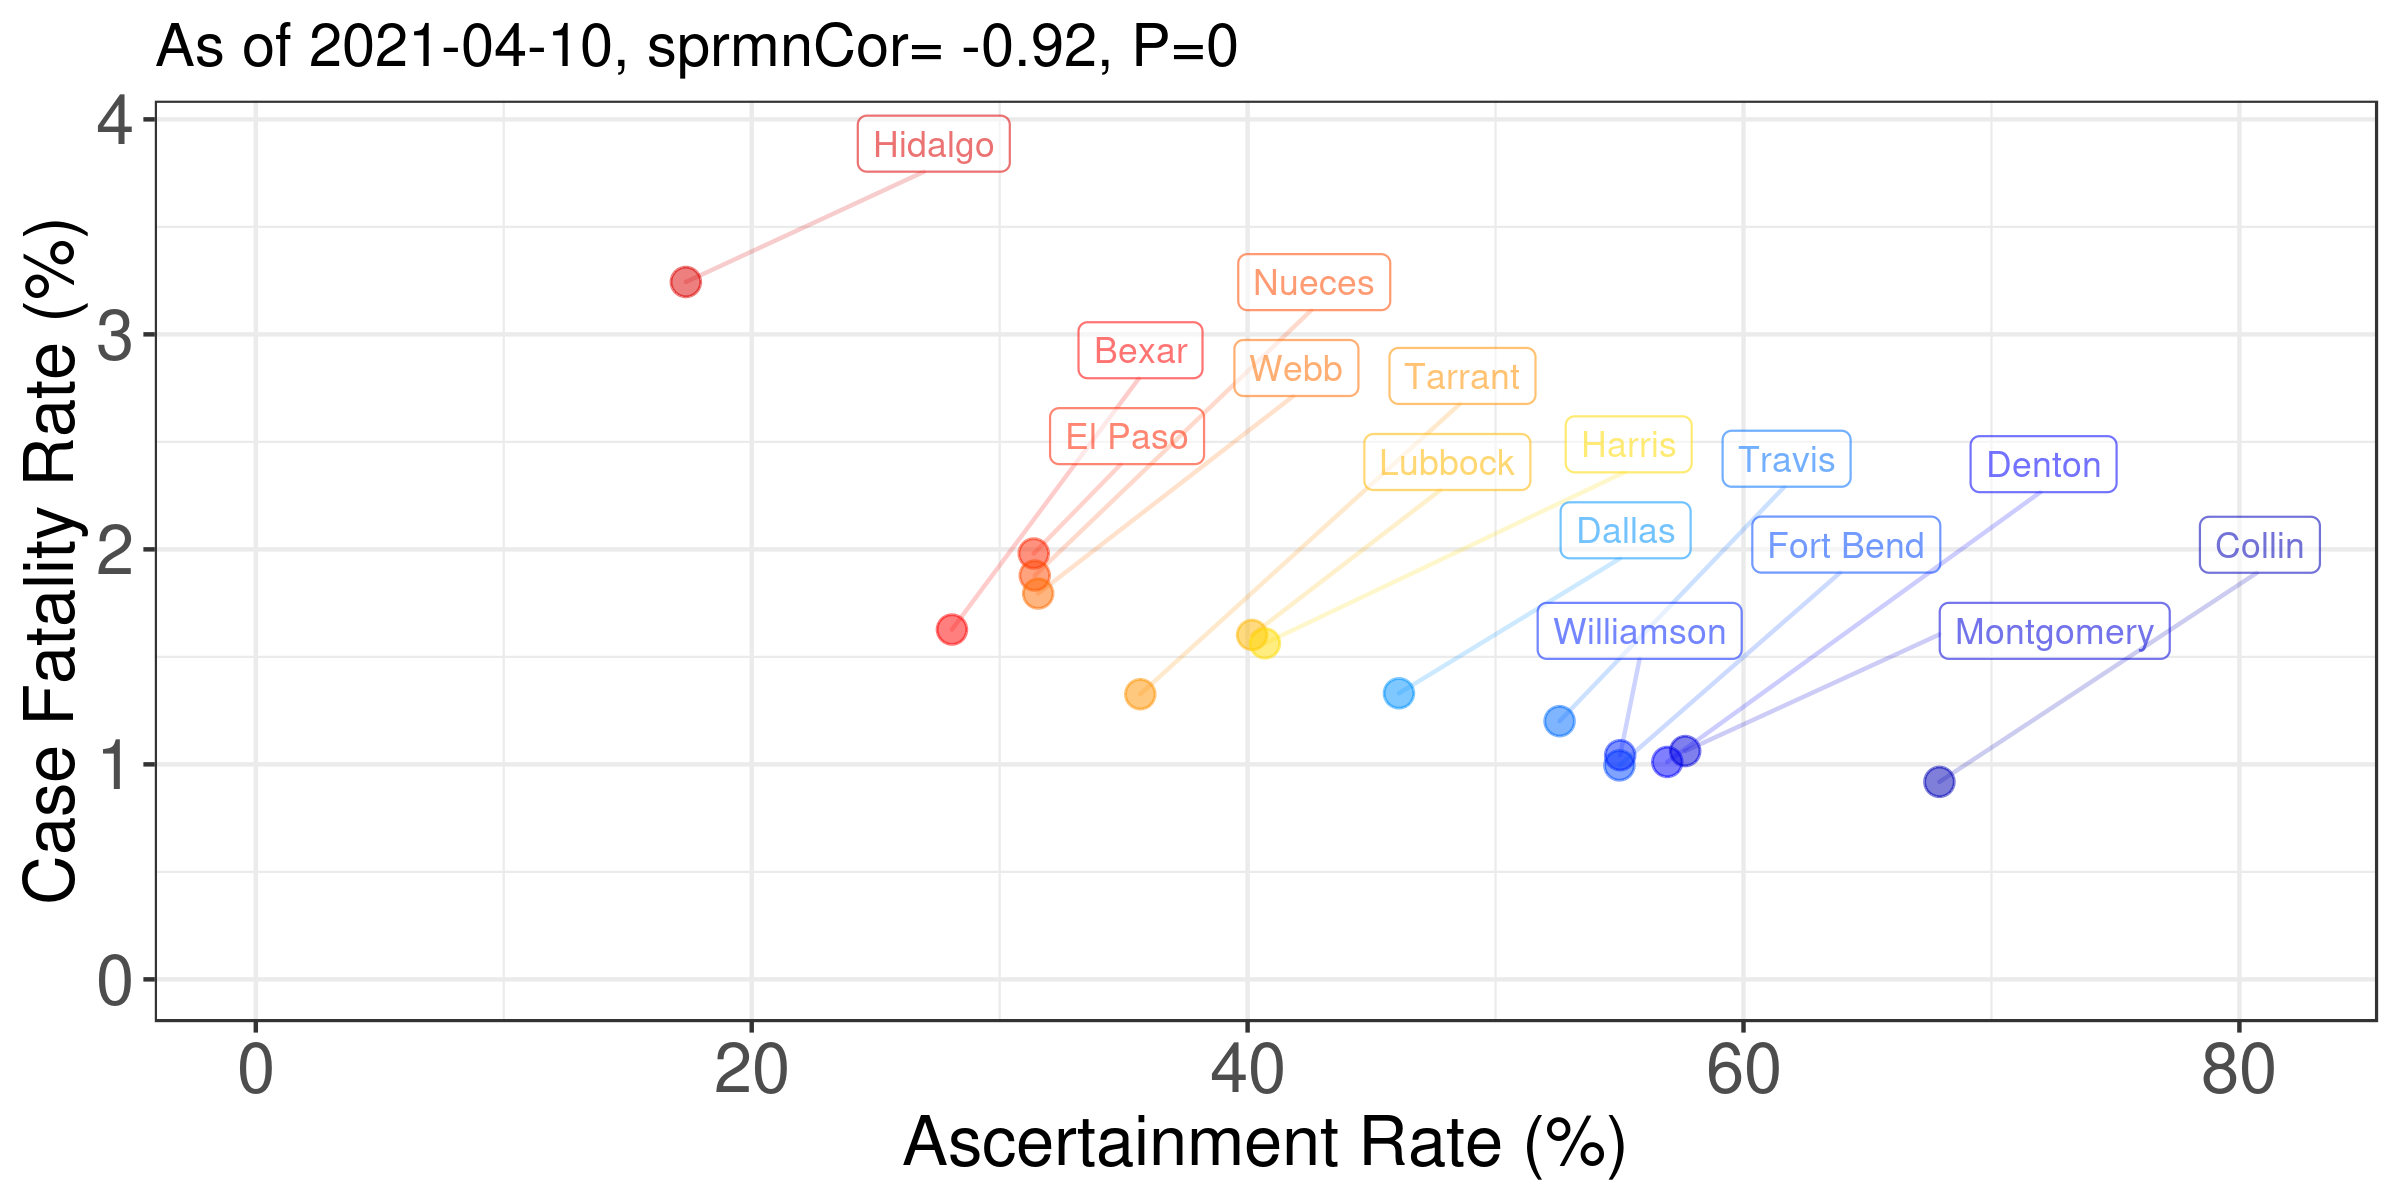 As of 2021-04-10, sprmnCor= -0.92, P=0
Case Fatality Rate (%)
4
3
2
1
0
Hidalgo
Nueces
Bexar
Webb
Tarrant
El Paso
Lubbock
Harris
Travis
Denton
Dallas
Fort Bend
Collin
Williamson
Montgomery
0 20 40 60 80
Ascertainment Rate (%)